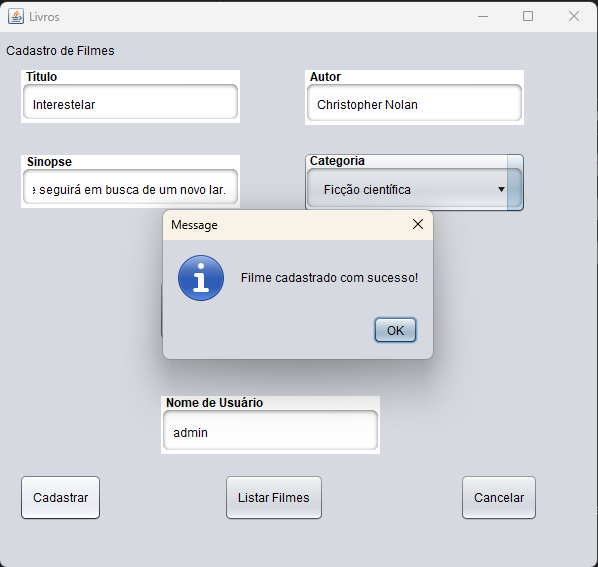 Livros
Cadastro de Filmes
Título
Interestelar
Autor
Christopher Nolan
Sinopse
e seguirá em busca de um novo lar.
Categoria
Ficção científica
Message
Filme cadastrado com sucesso!
OK
Nome de Usuário
admin
Cadastrar
Listar Filmes
Cancelar